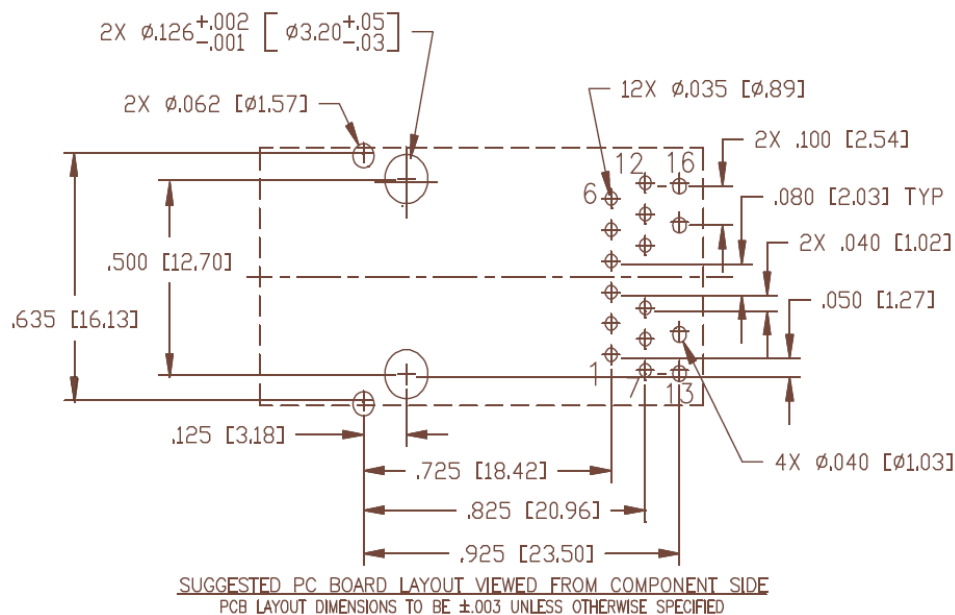 2X Ø.126 +.002 -.001 [ Ø3.20 +.05 -.03 ]
2X Ø.062 [Ø1.57]
12X Ø.035 [Ø.89]
2X .100 [2.54]
12
16
6
.080 [2.03] TYP
2X .040 [1.02]
.500 [12.70]
.050 [1.27]
.635 [16.13]
1
7
13
.125 [3.18]
.725 [18.42]
4X Ø.040 [Ø1.03]
.825 [20.96]
.925 [23.50]
SUGGESTED PC BOARD LAYOUT VIEWED FROM COMPONENT SIDE
PCB LAYOUT DIMENSIONS TO BE ±.003 UNLESS OTHERWISE SPECIFIED